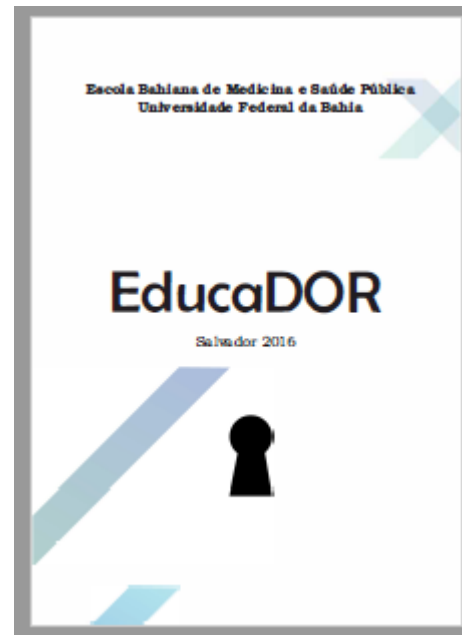 Escola Bahiana de Medicina e Saúde Pública
Universidade Federal da Bahia
EducaDOR
Salvador 2016